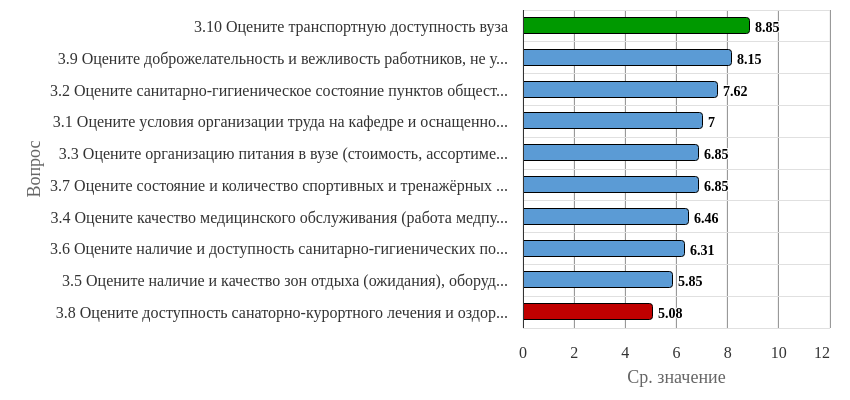 3.10 Оцените транспортную доступность вуза 8.85
3.9 Оцените доброжелательность и вежливость работников, не у... 8.15
3.2 Оцените санитарно-гигиеническое состояние пунктов общест... 7.62
3.1 Оцените условия организации труда на кафедре и оснащенно... 7
3.3 Оцените организацию питания в вузе (стоимость, ассортиме... 6.85
3.7 Оцените состояние и количество спортивных и тренажёрных ... 6.85
3.4 Оцените качество медицинского обслуживания (работа медпу... 6.46
3.6 Оцените наличие и доступность санитарно-гигиенических по... 6.31
3.5 Оцените наличие и качество зон отдыха (ожидания), оборуд... 5.85
3.8 Оцените доступность санаторно-курортного лечения и оздор... 5.08
Вопрос
0 2 4 6 8 10 12
Ср. значение